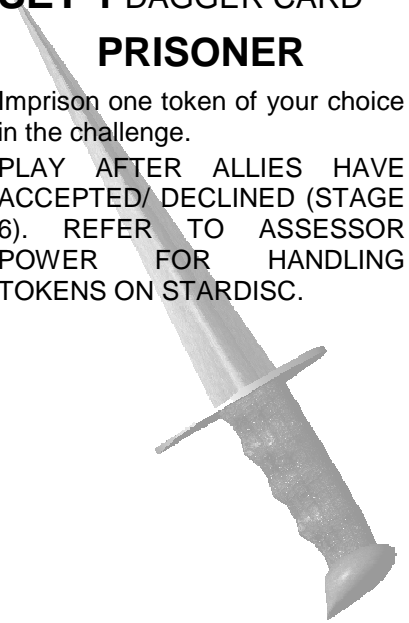 SET DAGGER CARD
PRISONER
Imprison one token of your choice
in the challenge.
PLAY AFTER ALLIES HAVE
ACCEPTED/ DECLINED (STAGE
6). REFER TO ASSESSOR
POWER FOR HANDLING
TOKENS ON STARDISC.